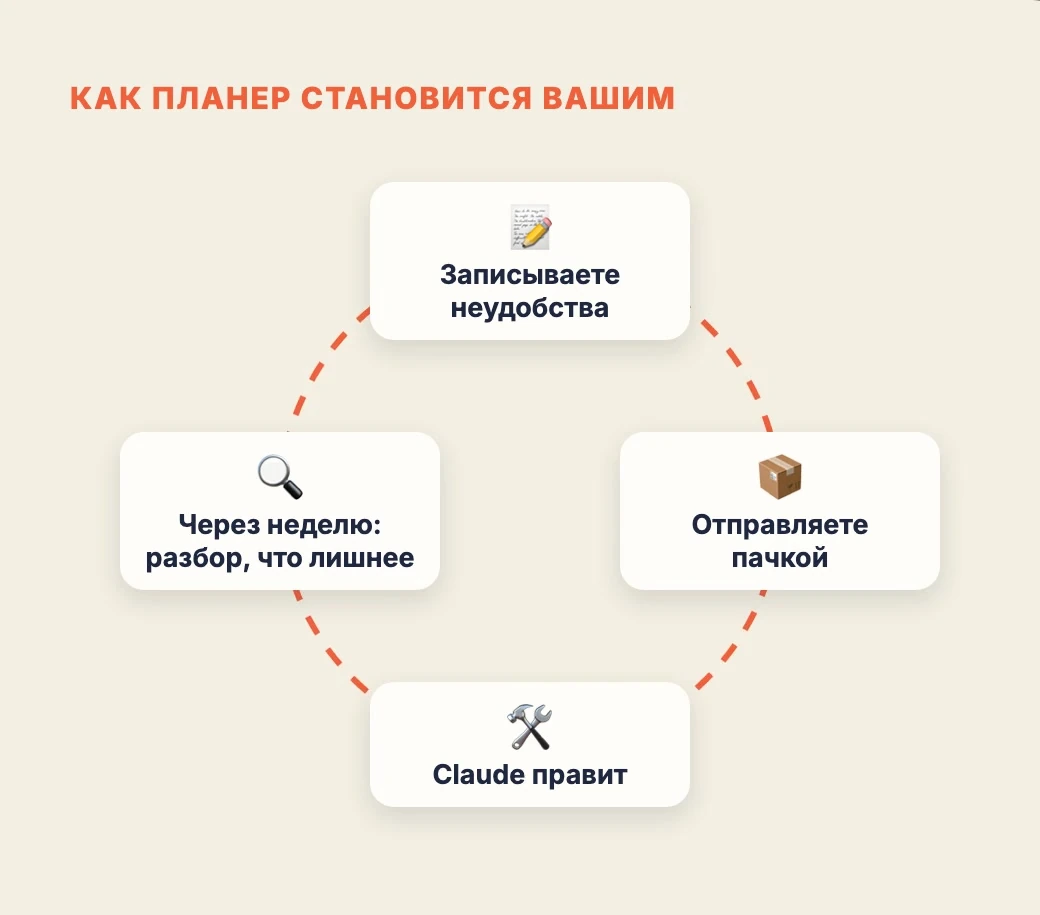 КАК ПЛАНЕР СТАНОВИТСЯ ВАШИМ
Записываете
неудобства
Отправляете
пачкой
Claude правит
Через неделю:
разбор, что лишнее